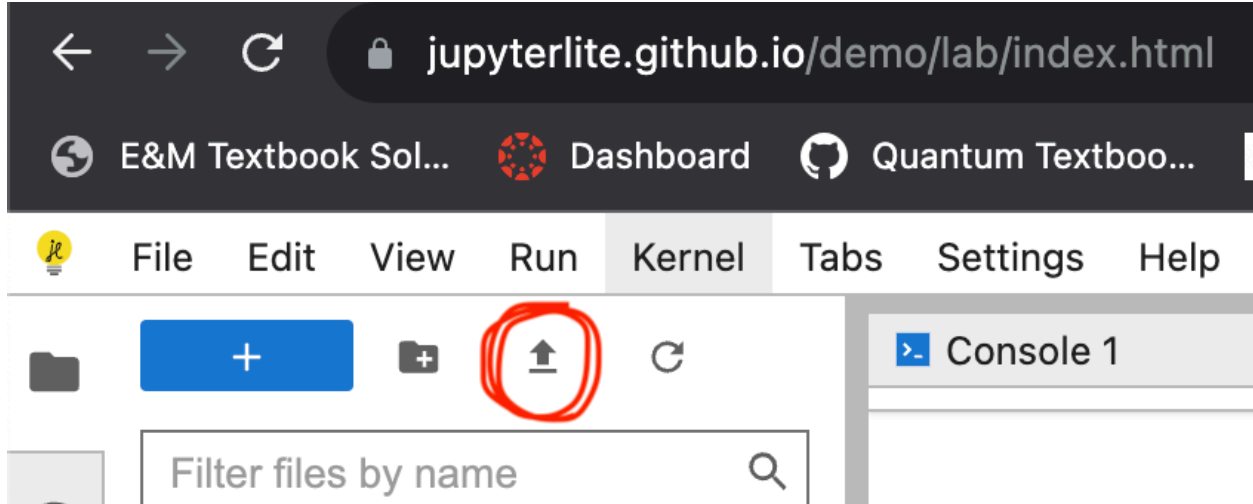 jupyterlite.github.io/demo/lab/index.html
E&M Textbook Sol... Dashboard Quantum Textboo...
File Edit View Run Kernel Tabs Settings Help
Console 1
Filter files by name